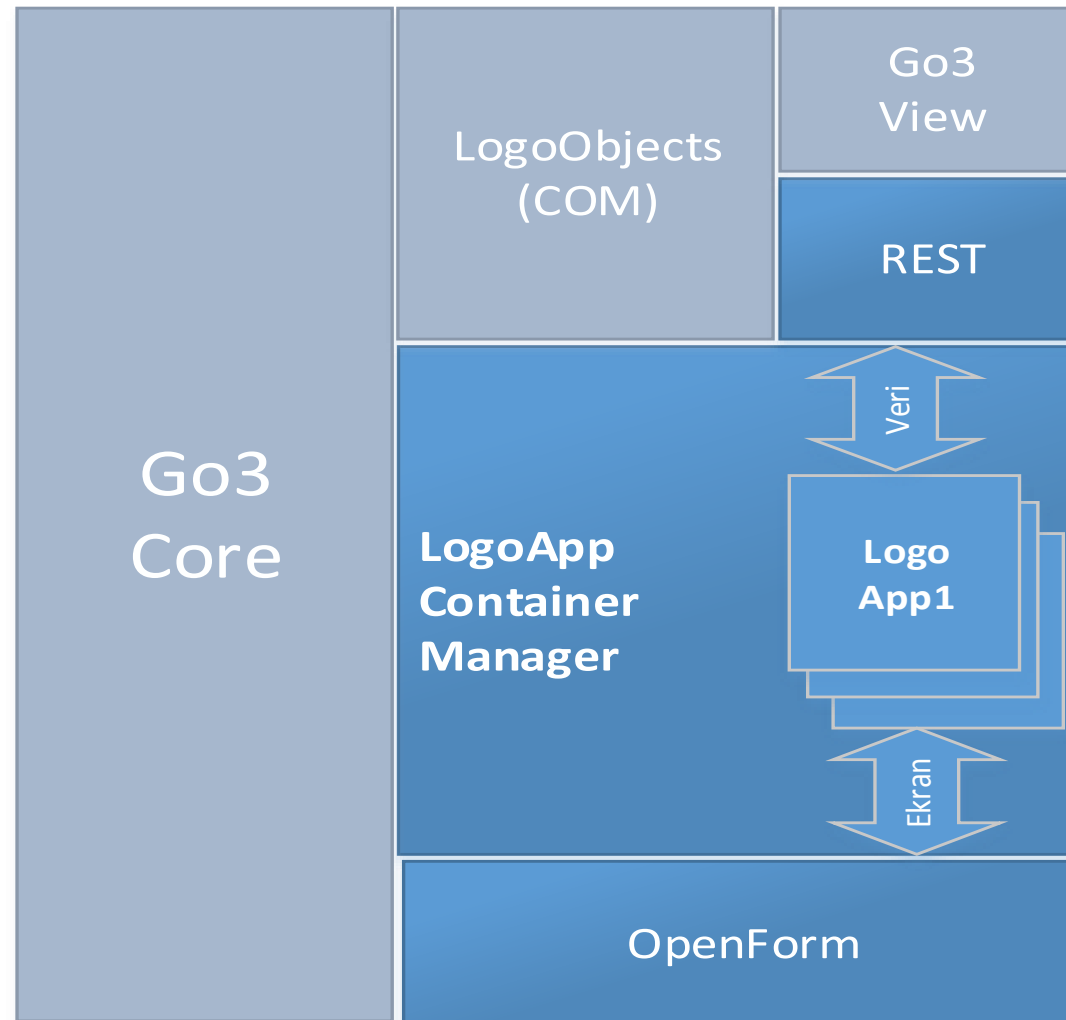 Go3
Core
LogoObjects
(COM)
Go3
View
REST
Veri
LogoApp
Container
Manager
Logo
App1
Ekran
OpenForm